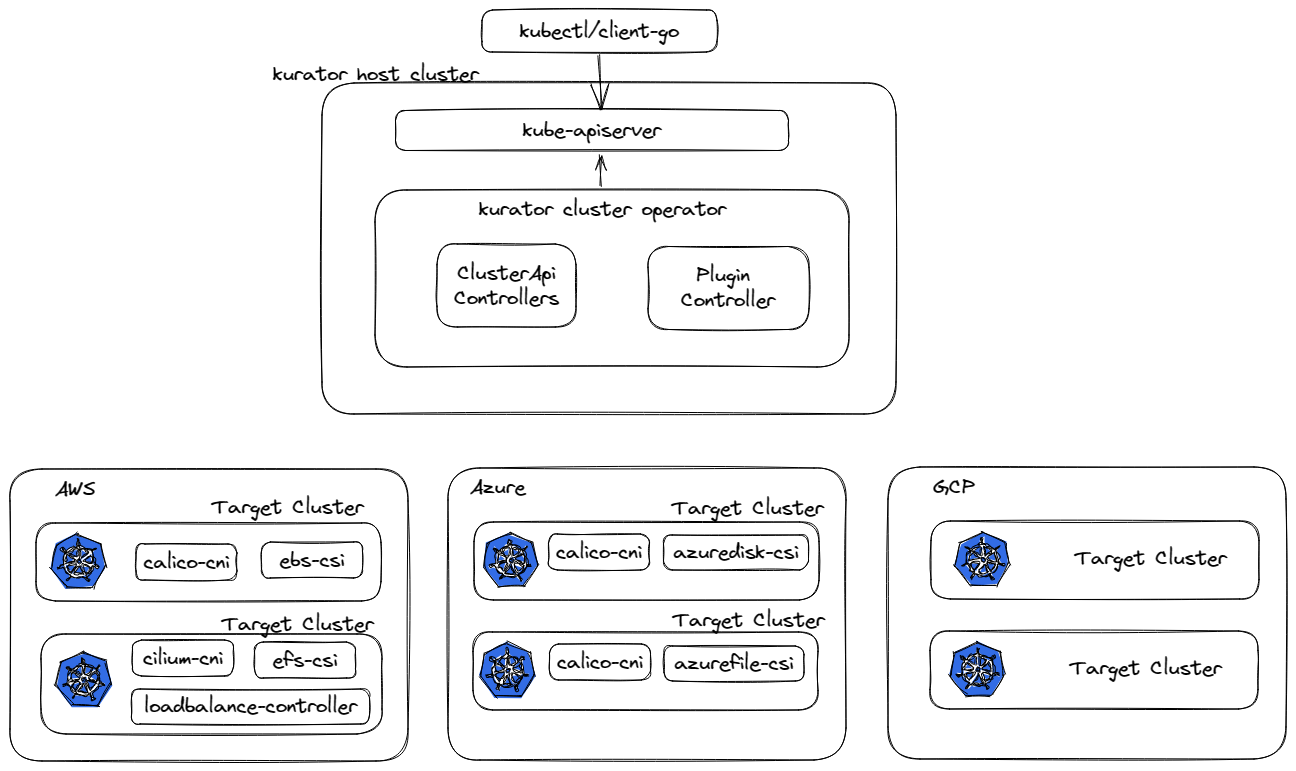 kubectl/client-go
kurator host cluster
kube-apiserver
kurator cluster operator
ClusterApi
Controllers
Plugin
Controller
AWS
Target Cluster
calico-cni
ebs-csi
Target Cluster
cilium-cni
efs-csi
loadbalance-controller
Azure
Target Cluster
calico-cni
azuredisk-csi
Target Cluster
calico-cni
azurefile-csi
GCP
Target Cluster
Target Cluster